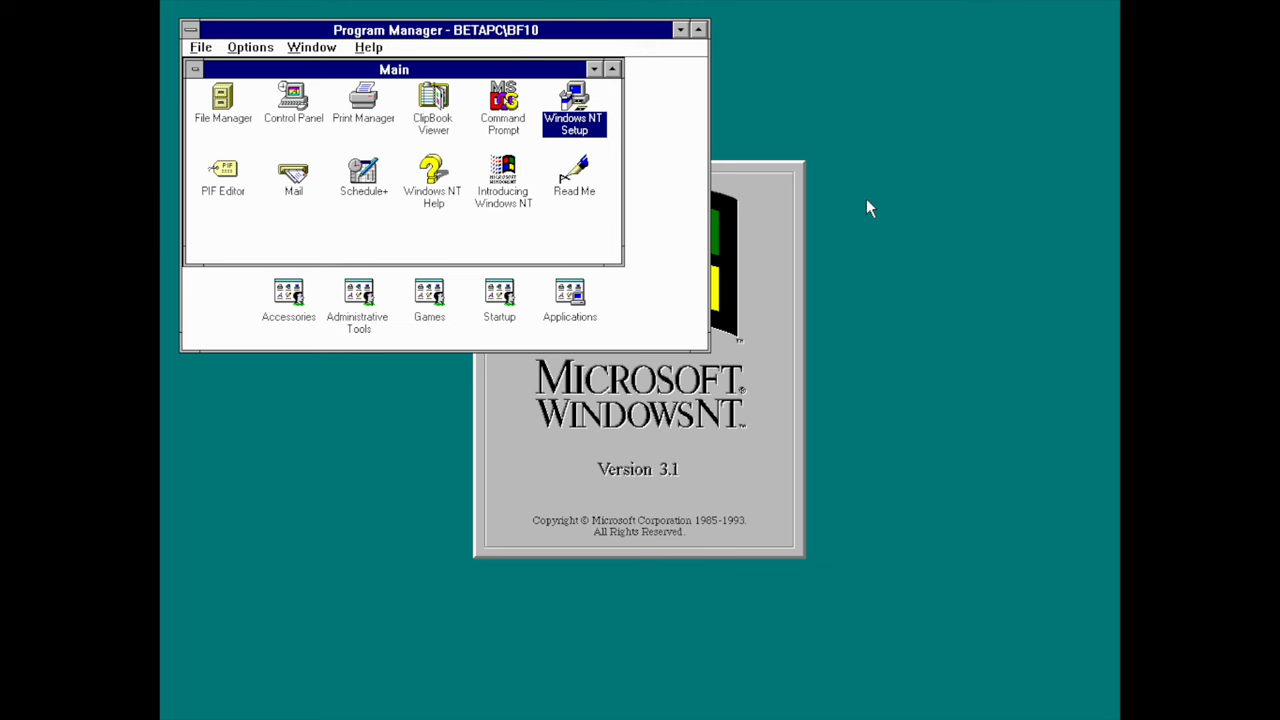 Program Manager - BETAPC\BF10
File Options Window Help
Main
File Manager
Control Panel
Print Manager
ClipBook
Viewer
Command
Prompt
Windows NT
Setup
PIF Editor
Mail
Schedule+
Windows NT
Help
Introducing
Windows NT
Read Me
Accessories
Administrative
Tools
Games
Startup
Applications
MICROSOFT®
WINDOWS NT™
Version 3.1
Copyright © Microsoft Corporation 1985-1993.
All Rights Reserved.